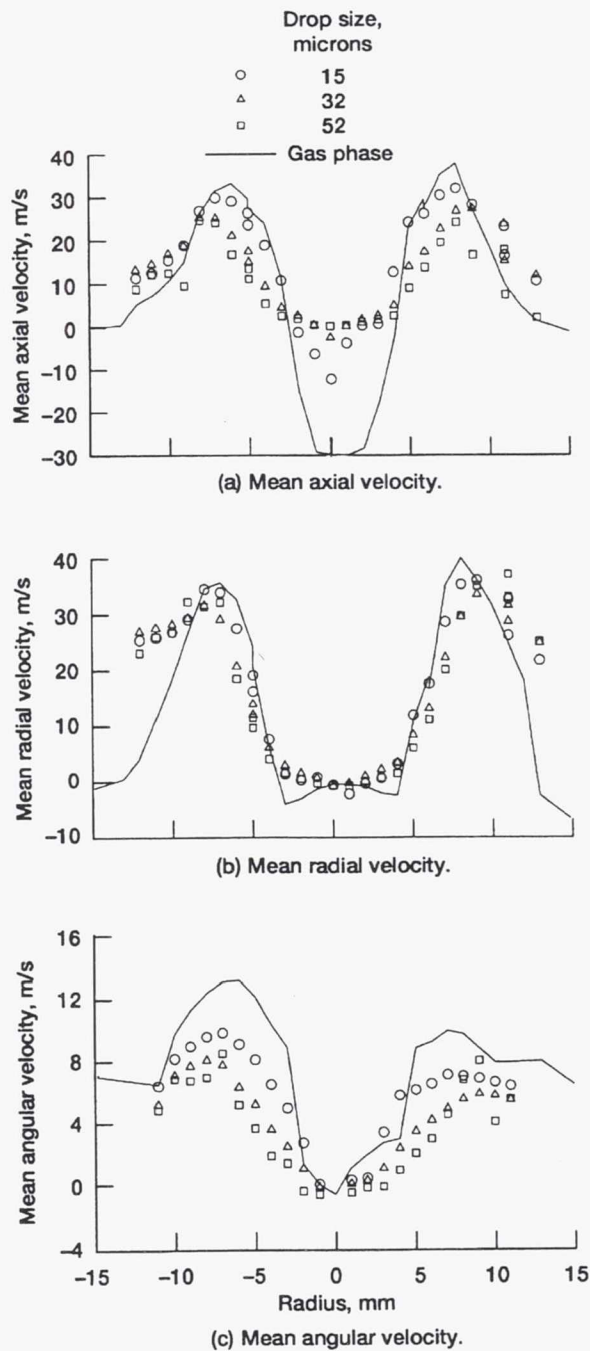 Drop size,
microns
15
32
52
Gas phase
Mean axial velocity, m/s
40
30
20
10
0
−10
−20
−30
(a) Mean axial velocity.
Mean radial velocity, m/s
40
30
20
10
0
−10
(b) Mean radial velocity.
Mean angular velocity, m/s
16
12
8
4
0
−4
−15 −10 −5 0 5 10 15
Radius, mm
(c) Mean angular velocity.